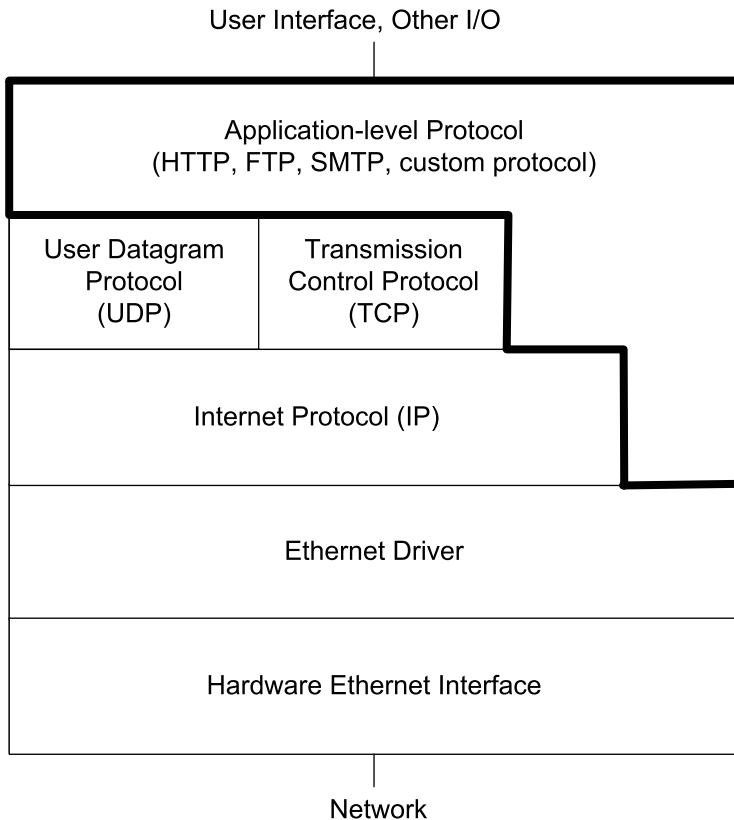 User Interface, Other I/O
Application-level Protocol
(HTTP, FTP, SMTP, custom protocol)
User Datagram
Protocol
(UDP)
Transmission
Control Protocol
(TCP)
Internet Protocol (IP)
Ethernet Driver
Hardware Ethernet Interface
Network